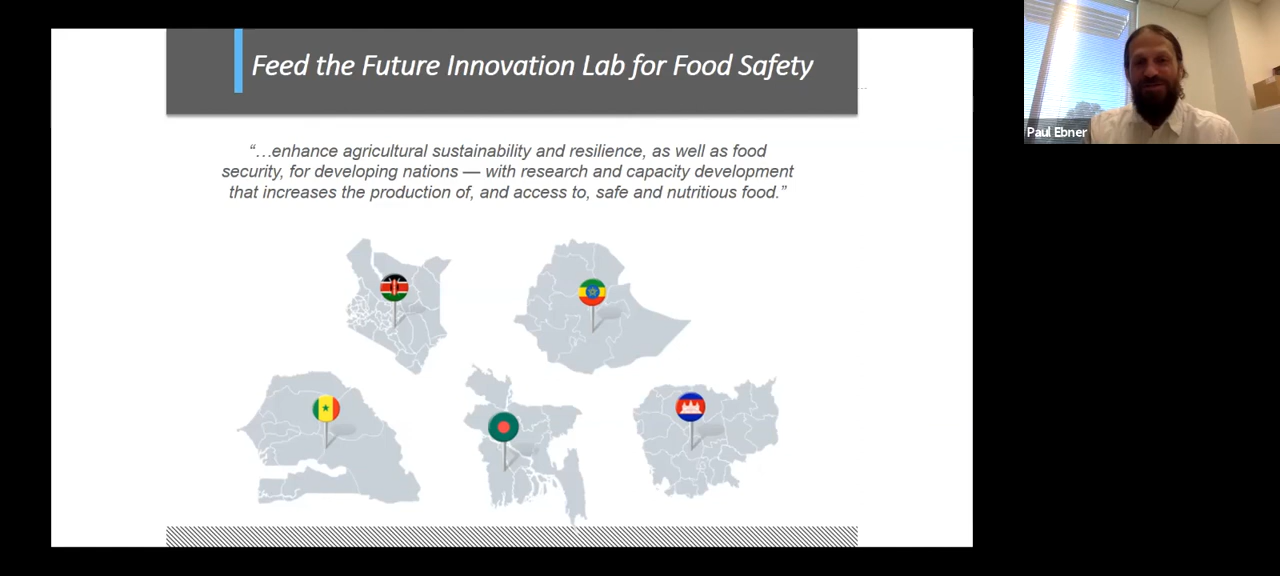 Feed the Future Innovation Lab for Food Safety
“…enhance agricultural sustainability and resilience, as well as food
security, for developing nations — with research and capacity development
that increases the production of, and access to, safe and nutritious food.”
Paul Ebner